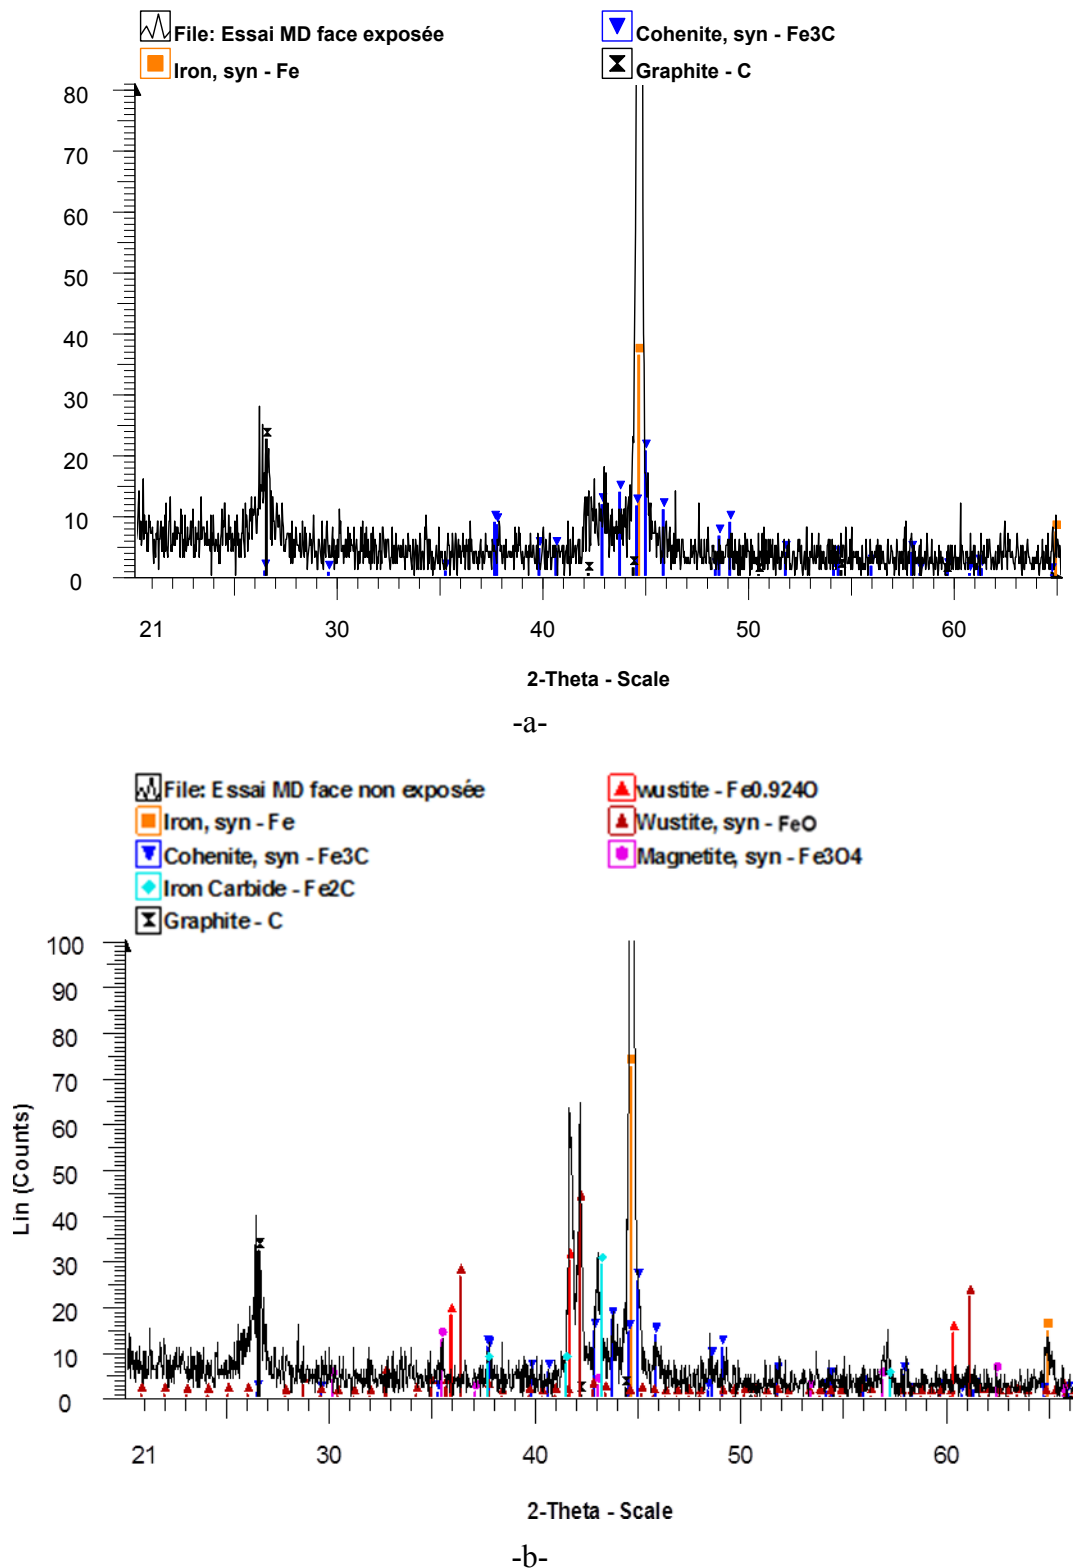 File: Essai MD face exposée
Iron, syn - Fe
Cohenite, syn - Fe3C
Graphite - C
80
70
60
50
40
30
20
10
0
21 30 40 50 60
2-Theta - Scale
-a-
File: Essai MD face non exposée
Iron, syn - Fe
Cohenite, syn - Fe3C
Iron Carbide - Fe2C
Graphite - C
wustite - Fe0.924O
Wustite, syn - FeO
Magnetite, syn - Fe3O4
Lin (Counts)
100
90
80
70
60
50
40
30
20
10
0
21 30 40 50 60
2-Theta - Scale
-b-